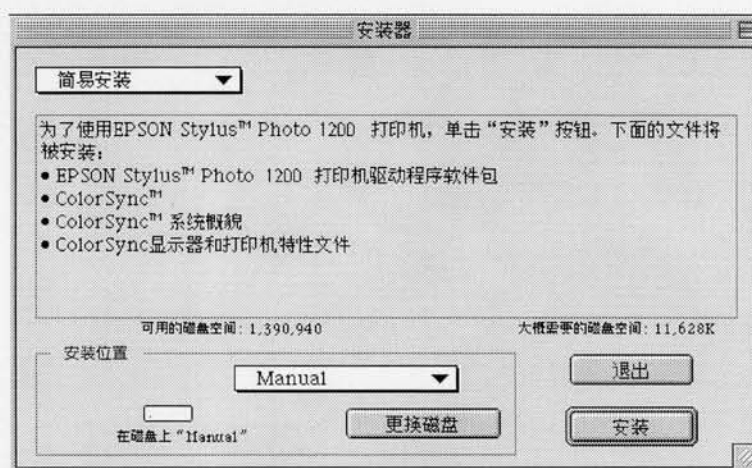 安装器
简易安装
为了使用EPSON Stylus™ Photo 1200 打印机，单击“安装”按钮。下面的文件将
被安装：
• EPSON Stylus™ Photo 1200 打印机驱动程序软件包
• ColorSync™
• ColorSync™ 系统概貌
• ColorSync显示器和打印机特性文件
可用的磁盘空间：1,390,940
大概需要的磁盘空间：11,628K
安装位置
Manual
退出
在磁盘上“Manual”
更换磁盘
安装